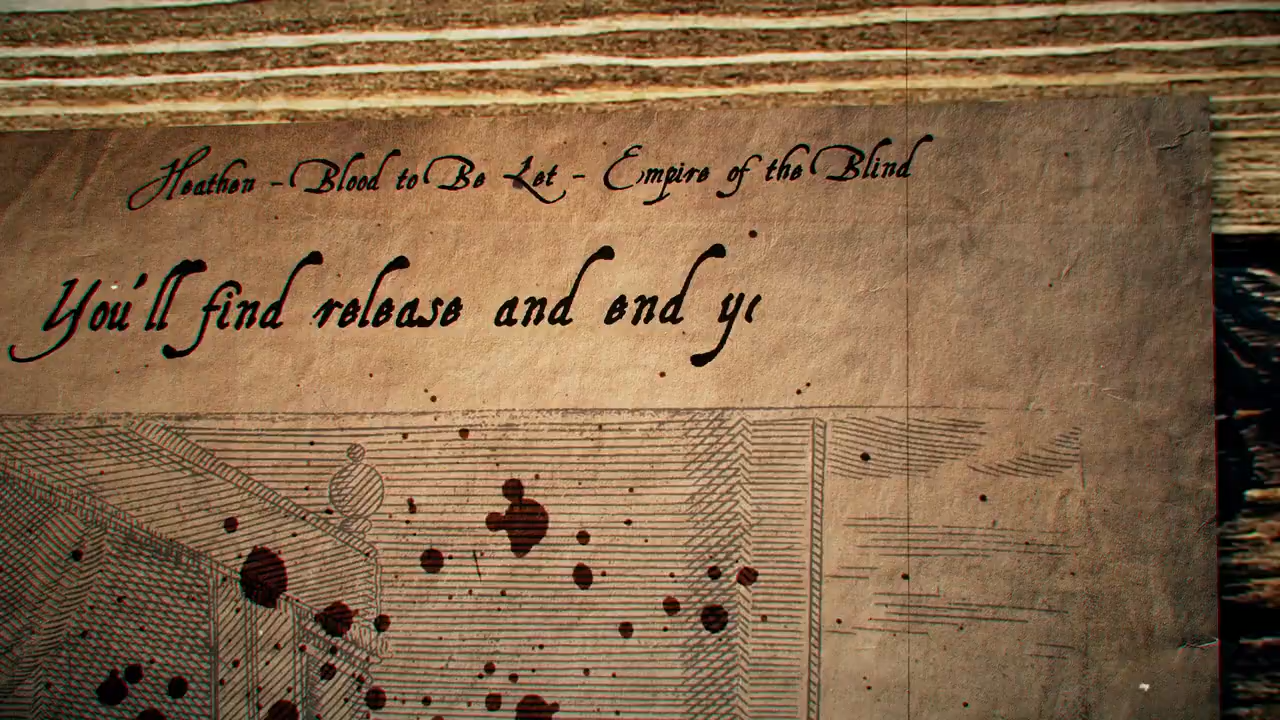 Heathen - Blood to Be Let - Empire of the Blind
You'll find release and end